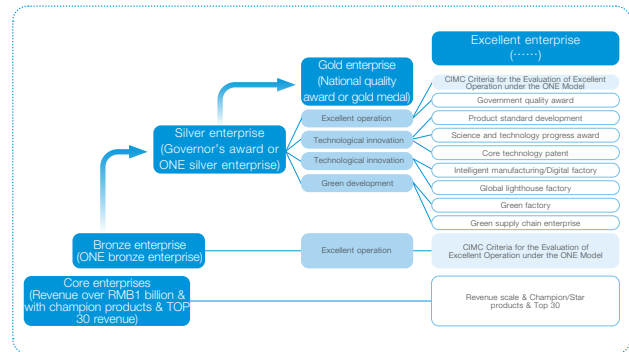 Excellent enterprise
(······)
Gold enterprise
(National quality
award or gold medal)
CIMC Criteria for the Evaluation of Excellent
Operation under the ONE Model
Government quality award
Excellent operation
Product standard development
Silver enterprise
(Governor's award or
ONE silver enterprise)
Technological innovation
Science and technology progress award
Core technology patent
Technological innovation
Intelligent manufacturing/Digital factory
Green development
Global lighthouse factory
Green factory
Green supply chain enterprise
Bronze enterprise
(ONE bronze enterprise)
Excellent operation
CIMC Criteria for the Evaluation of
Excellent Operation under the ONE Model
Core enterprises
(Revenue over RMB1 billion &
with champion products & TOP
30 revenue)
Revenue scale & Champion/Star
products & Top 30